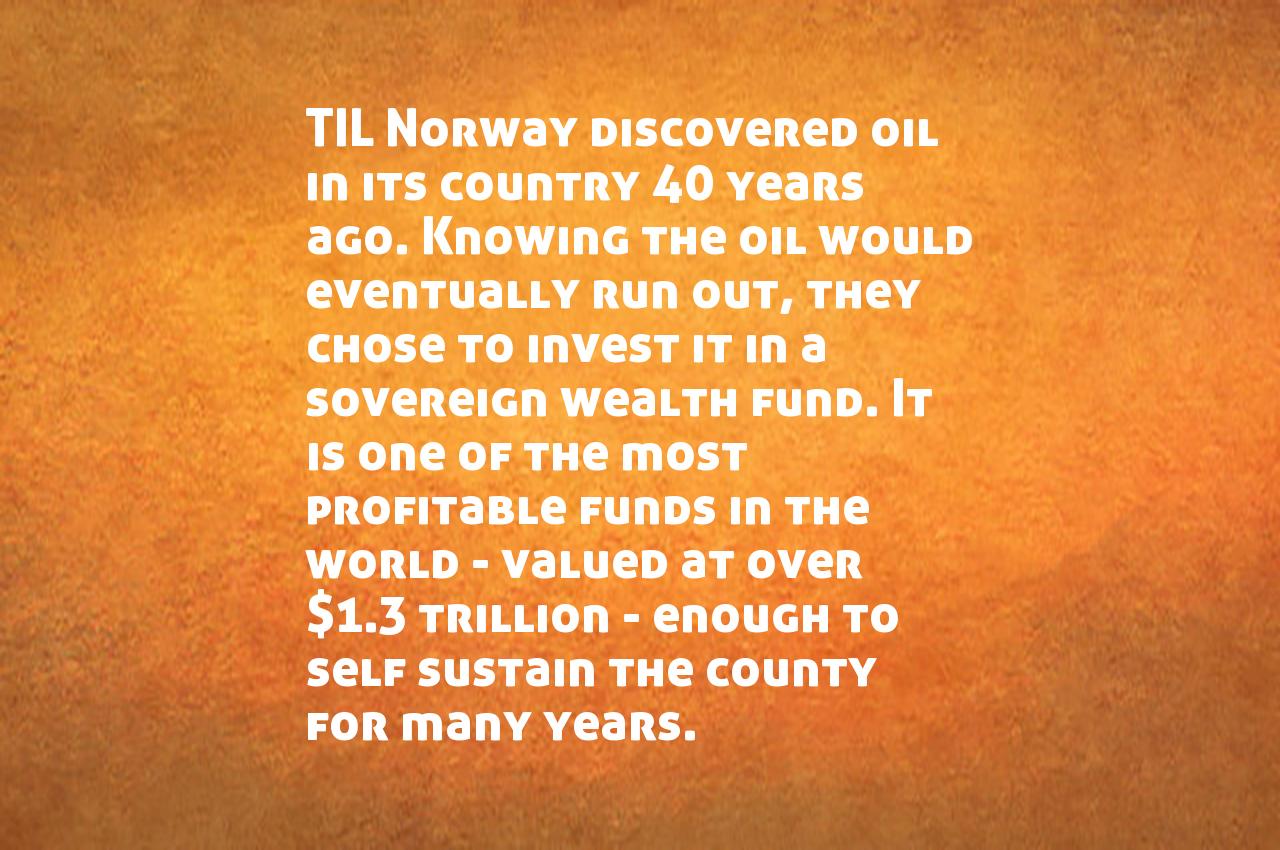 TIL Norway discovered oil
in its country 40 years
ago. Knowing the oil would
eventually run out, they
chose to invest it in a
sovereign wealth fund. It
is one of the most
profitable funds in the
world - valued at over
$1.3 trillion - enough to
self sustain the county
for many years.